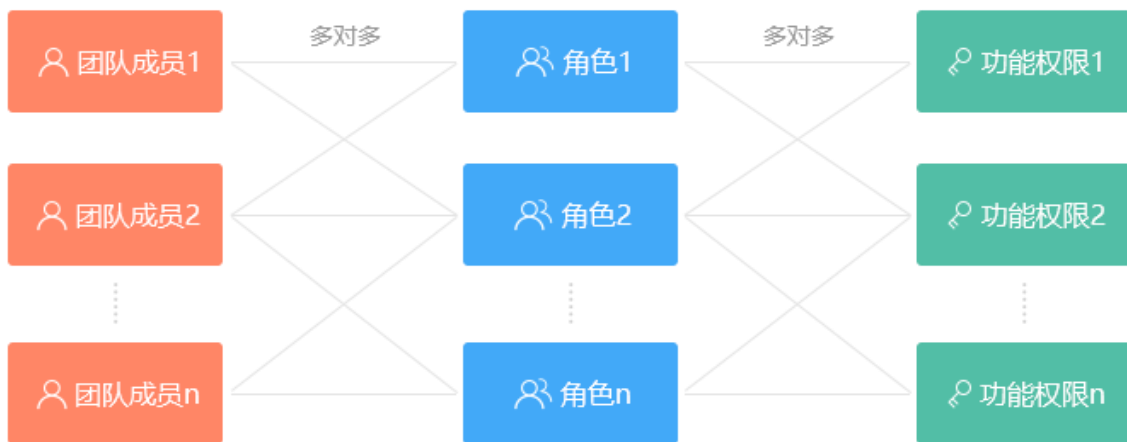 多对多
多对多
团队成员1
角色1
功能权限1
团队成员2
角色2
功能权限2
团队成员n
角色n
功能权限n